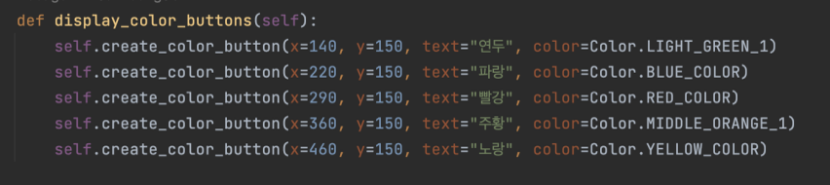 def display_color_buttons(self):
    self.create_color_button(x=140, y=150, text="연두", color=Color.LIGHT_GREEN_1)
    self.create_color_button(x=220, y=150, text="파랑", color=Color.BLUE_COLOR)
    self.create_color_button(x=290, y=150, text="빨강", color=Color.RED_COLOR)
    self.create_color_button(x=360, y=150, text="주황", color=Color.MIDDLE_ORANGE_1)
    self.create_color_button(x=460, y=150, text="노랑", color=Color.YELLOW_COLOR)